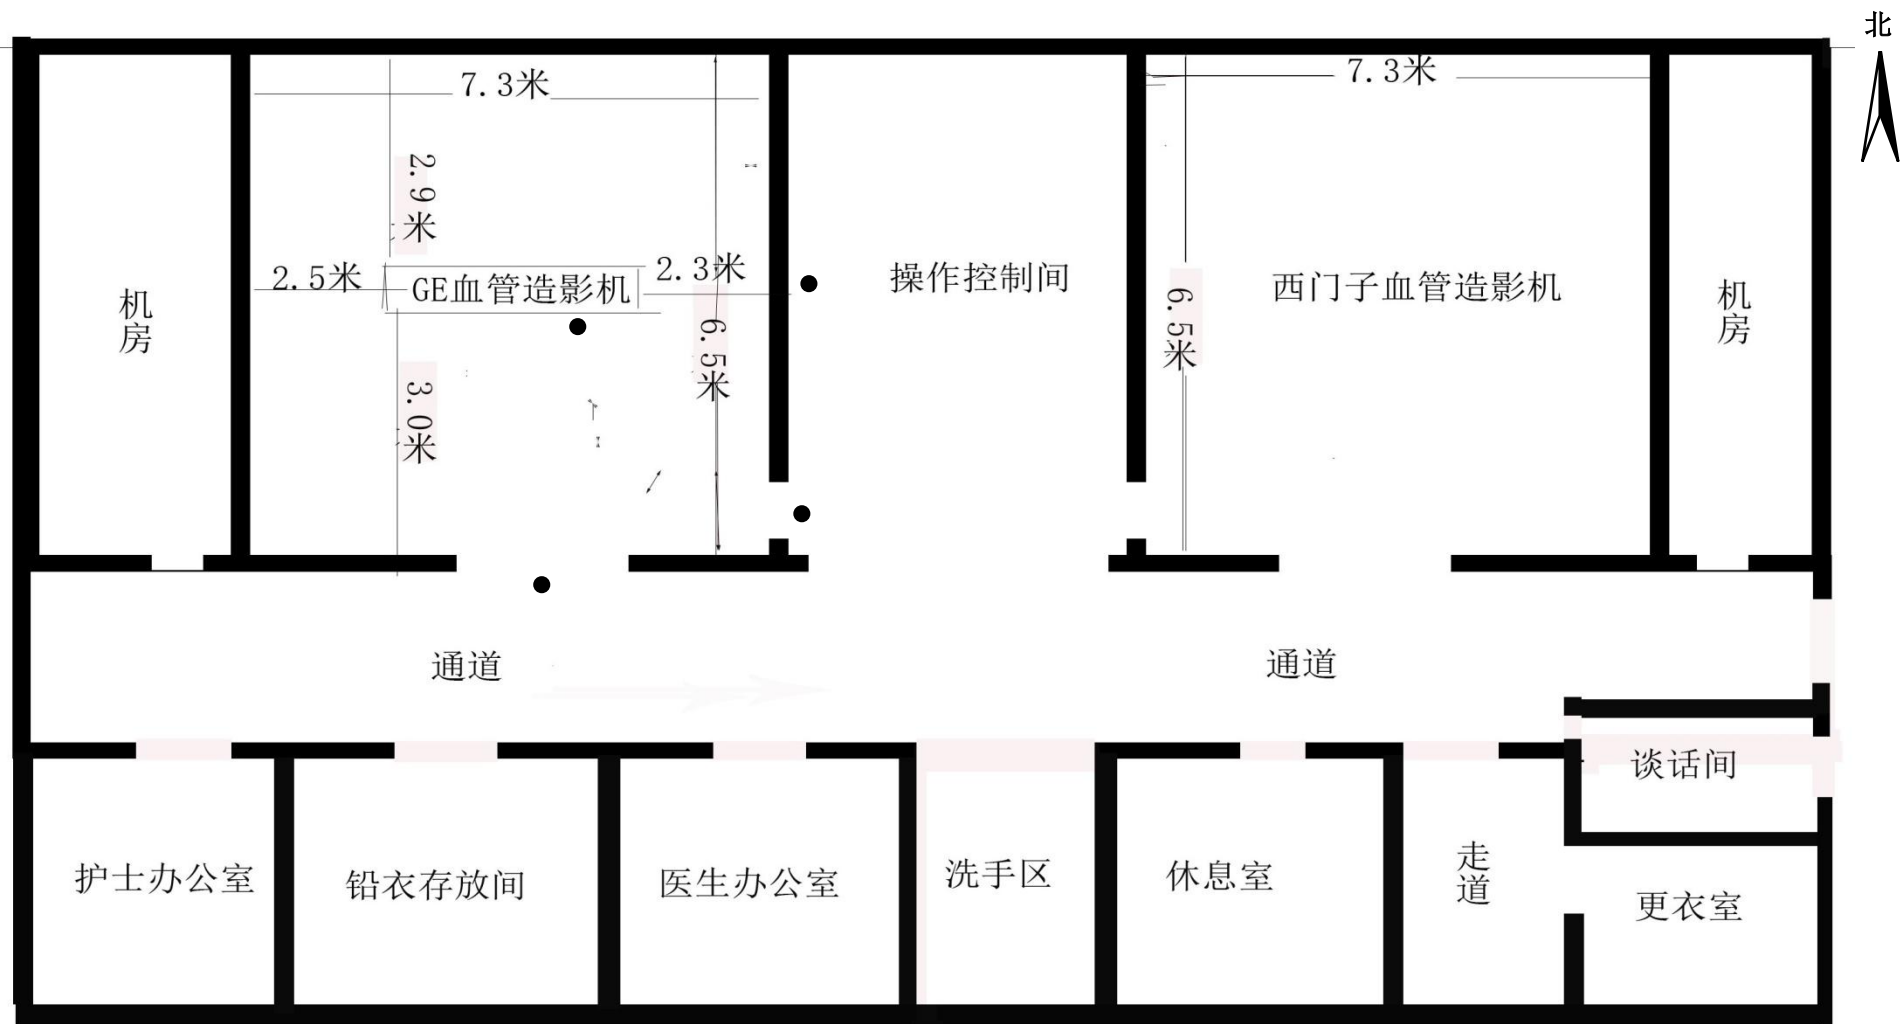 北
7.3米
7.3米
2.9米
2.5米
GE血管造影机
2.3米
操作控制间
西门子血管造影机
机房
6.5米
6.5米
机房
3.0米
通道
通道
谈话间
护士办公室
铅衣存放间
医生办公室
洗手区
休息室
走道
更衣室